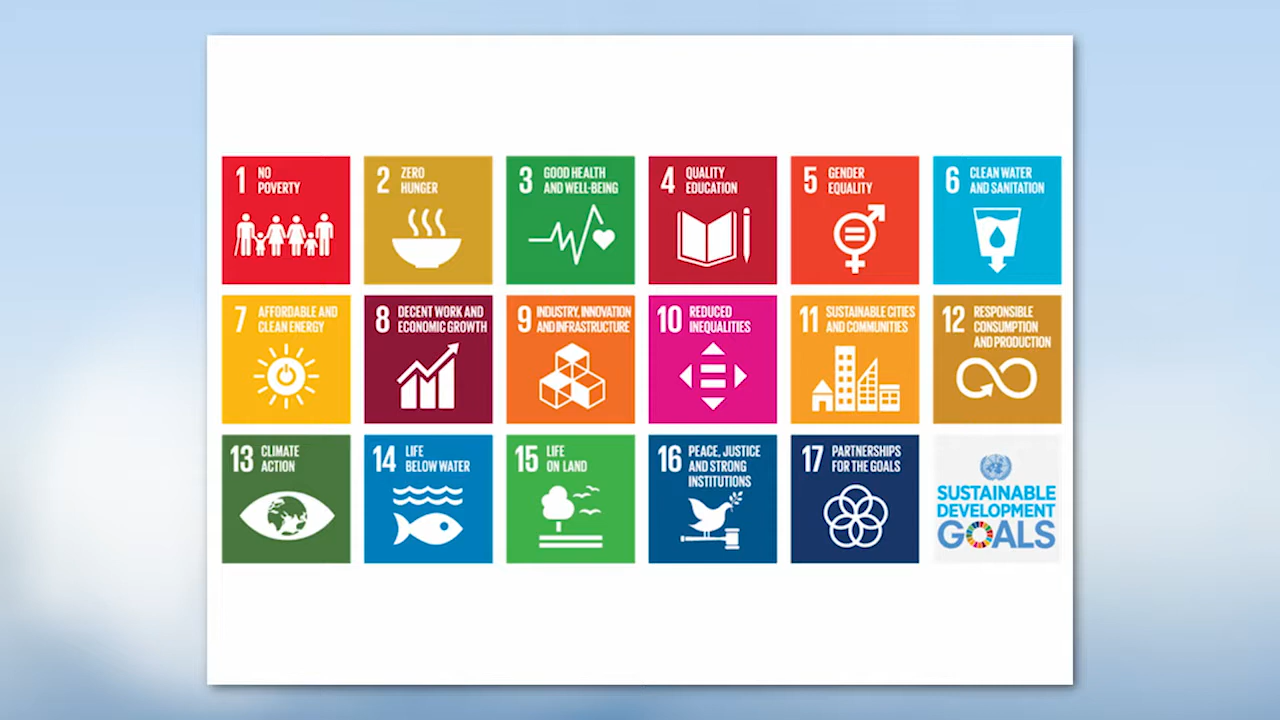 1 NO
POVERTY
2 ZERO
HUNGER
3 GOOD HEALTH
AND WELL-BEING
4 QUALITY
EDUCATION
5 GENDER
EQUALITY
6 CLEAN WATER
AND SANITATION
7 AFFORDABLE AND
CLEAN ENERGY
8 DECENT WORK AND
ECONOMIC GROWTH
9 INDUSTRY, INNOVATION
AND INFRASTRUCTURE
10 REDUCED
INEQUALITIES
11 SUSTAINABLE CITIES
AND COMMUNITIES
12 RESPONSIBLE
CONSUMPTION
AND PRODUCTION
13 CLIMATE
ACTION
14 LIFE
BELOW WATER
15 LIFE
ON LAND
16 PEACE, JUSTICE
AND STRONG
INSTITUTIONS
17 PARTNERSHIPS
FOR THE GOALS
SUSTAINABLE
DEVELOPMENT
GOALS